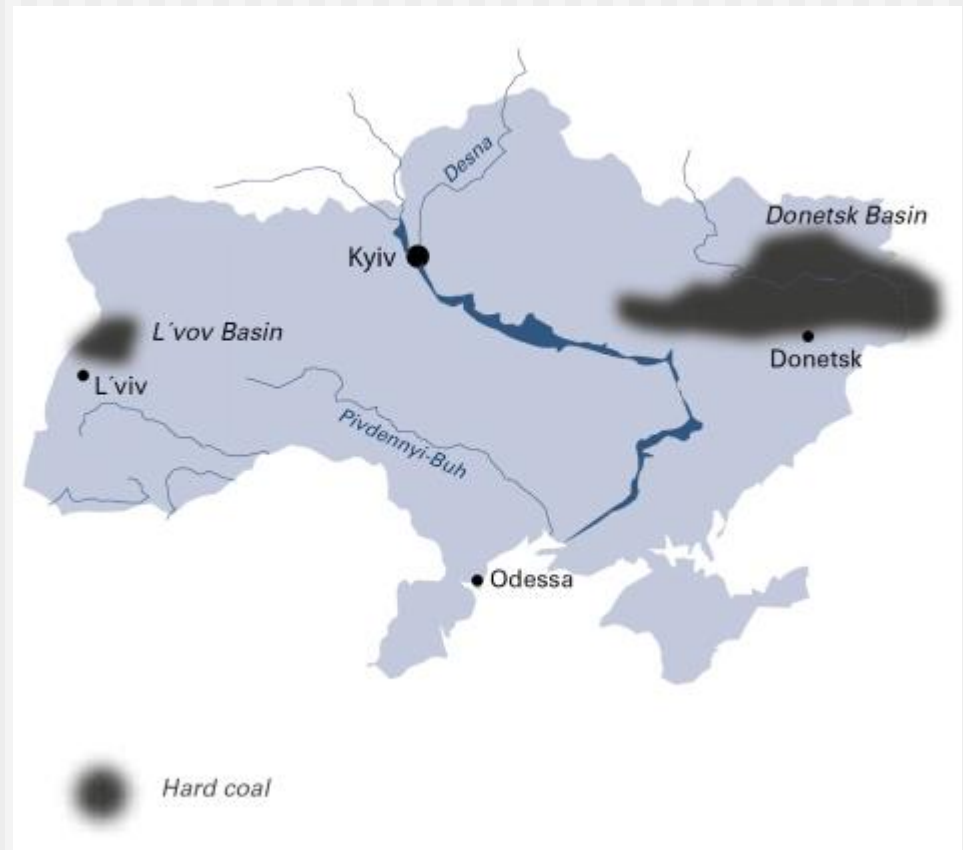 Desna
Donetsk Basin
Kyiv
L´vov Basin
Donetsk
L´viv
Pivdennyi-Buh
Odessa
Hard coal